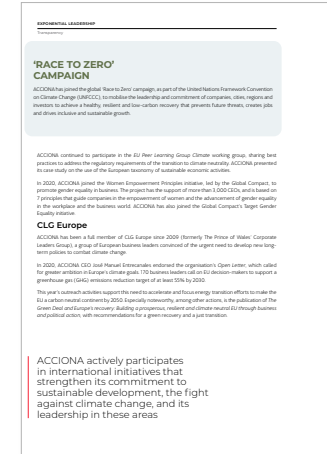 EXPONENTIAL LEADERSHIP
Transparency
‘RACE TO ZERO’
CAMPAIGN
ACCIONA has joined the global ‘Race to Zero’ campaign, as part of the United Nations Framework Convention
on Climate Change (UNFCCC), to mobilise the leadership and commitment of companies, cities, regions and
investors to achieve a healthy, resilient and low-carbon recovery that prevents future threats, creates jobs
and drives inclusive and sustainable growth.
ACCIONA continued to participate in the EU Peer Learning Group Climate working group, sharing best
practices to address the regulatory requirements of the transition to climate neutrality. ACCIONA presented
its case study on the use of the European taxonomy of sustainable economic activities.
In 2020, ACCIONA joined the Women Empowerment Principles initiative, led by the Global Compact, to
promote gender equality in business. The project has the support of more than 3,000 CEOs, and is based on
7 principles that guide companies in the empowerment of women and the advancement of gender equality
in the workplace and the business world. ACCIONA has also joined the Global Compact's Target Gender
Equality initiative.
CLG Europe
ACCIONA has been a full member of CLG Europe since 2009 (formerly The Prince of Wales’ Corporate
Leaders Group), a group of European business leaders convinced of the urgent need to develop new long-
term policies to combat climate change.
In 2020, ACCIONA CEO José Manuel Entrecanales endorsed the organisation's Open Letter, which called
for greater ambition in Europe's climate goals. 170 business leaders call on EU decision-makers to support a
greenhouse gas (GHG) emissions reduction target of at least 55% by 2030.
This year's outreach activities support this need to accelerate and focus energy transition efforts to make the
EU a carbon neutral continent by 2050. Especially noteworthy, among other actions, is the publication of The
Green Deal and Europe's recovery. Building a prosperous, resilient and climate neutral EU through business
and political action, with recommendations for a green recovery and a just transition.
ACCIONA actively participates
in international initiatives that
strengthen its commitment to
sustainable development, the fight
against climate change, and its
leadership in these areas